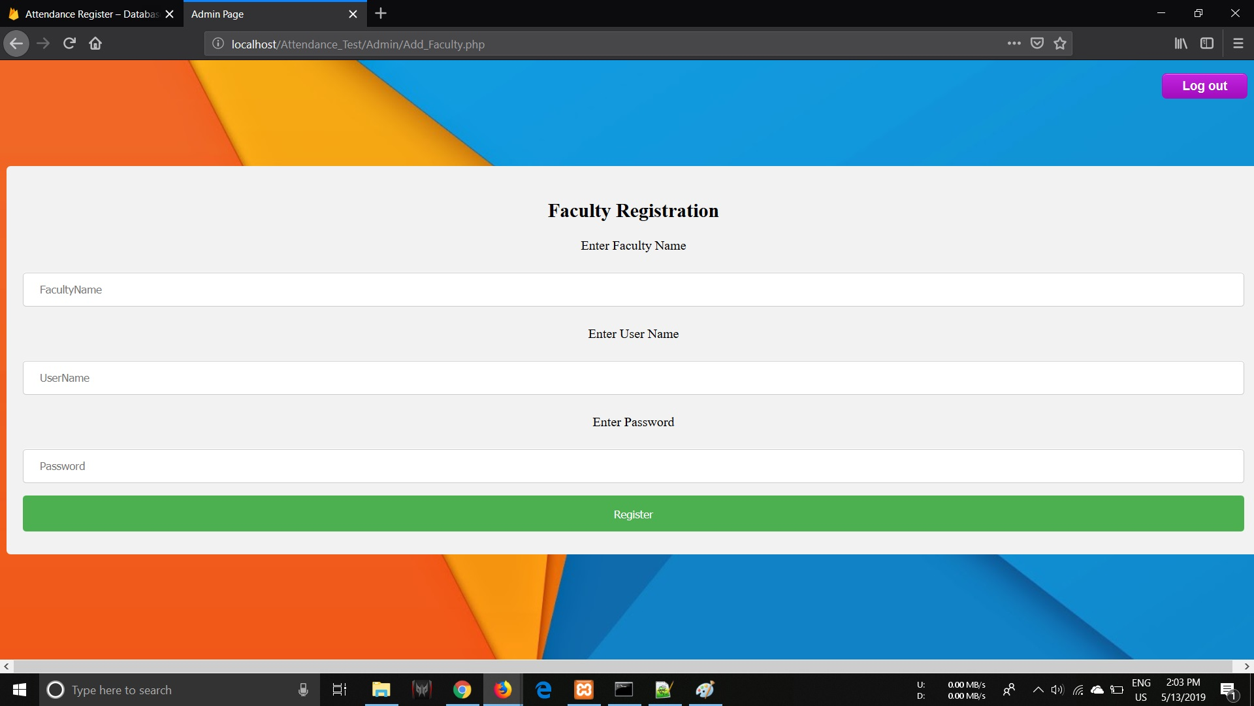 Attendance Register – Databas
Admin Page
localhost/Attendance_Test/Admin/Add_Faculty.php
Log out
Faculty Registration
Enter Faculty Name
FacultyName
Enter User Name
UserName
Enter Password
Password
Register
Type here to search
U: 0.00 MB/s
D: 0.00 MB/s
ENG
US
2:03 PM
5/13/2019
1